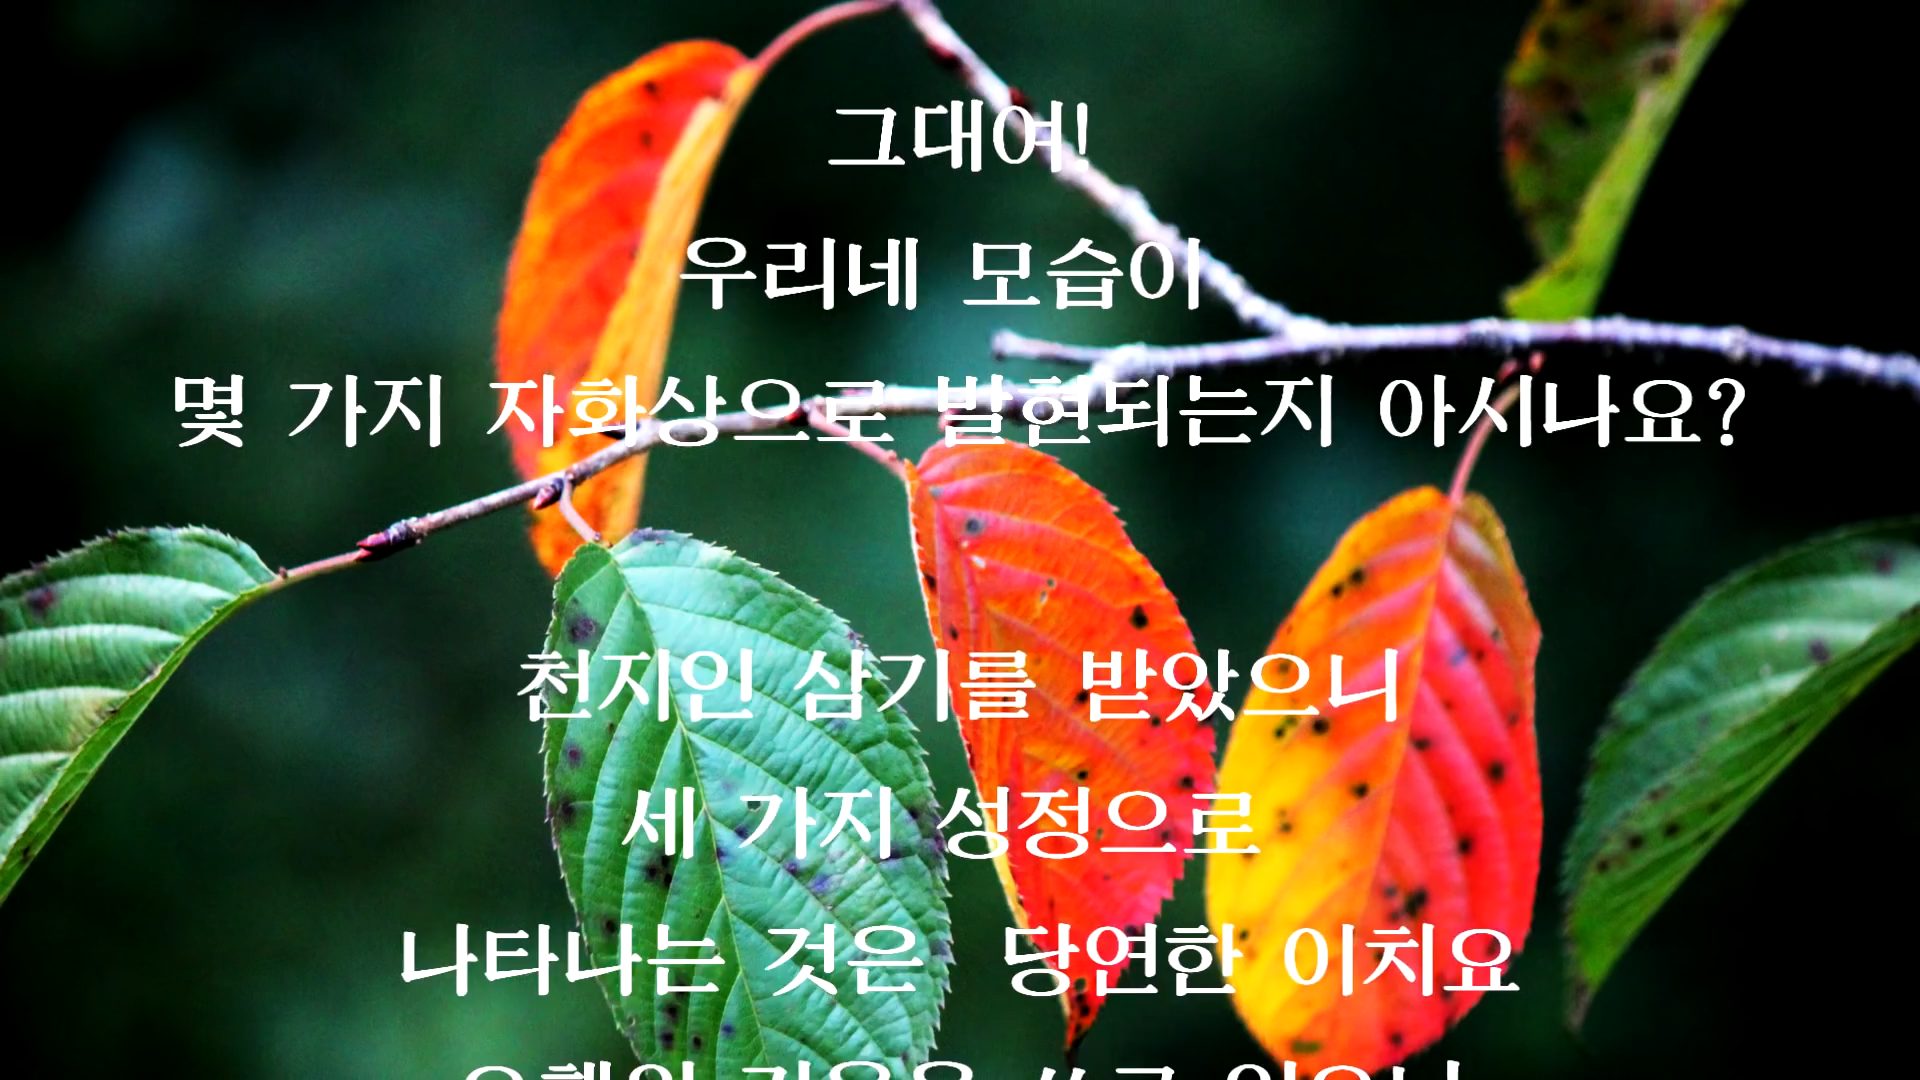 그대여!
우리네 모습이
몇 가지 자화상으로 발현되는지 아시나요?
천지인 삼기를 받았으니
세 가지 성정으로
나타나는 것은 당연한 이치요